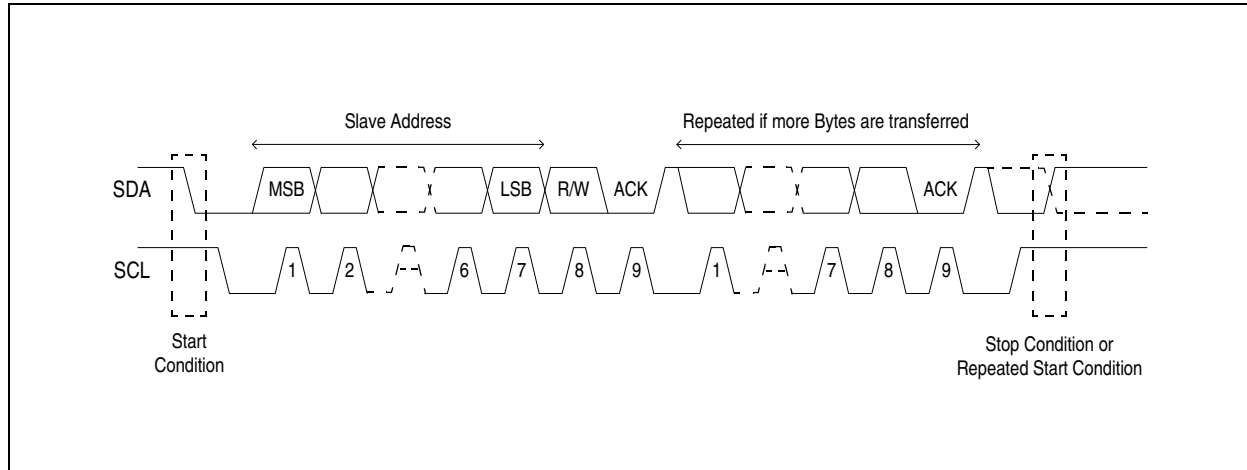 Slave Address
Repeated if more Bytes are transferred
SDA
MSB
LSB
R/W
ACK
ACK
SCL
1
2
6
7
8
9
1
7
8
9
Start
Condition
Stop Condition or
Repeated Start Condition